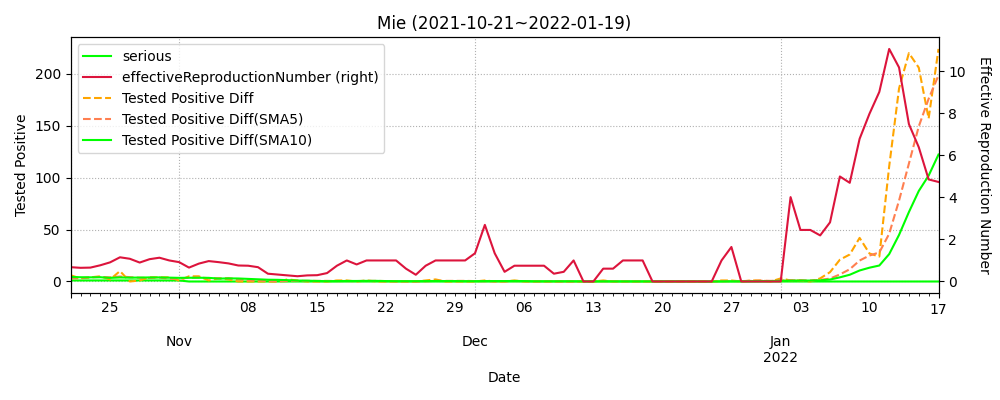 Mie (2021-10-21~2022-01-19)
serious
effectiveReproductionNumber (right)
Tested Positive Diff
Tested Positive Diff(SMA5)
Tested Positive Diff(SMA10)
Tested Positive
200
150
100
50
0
Effective Reproduction Number
10
8
6
4
2
0
25 08 15 22 29 06 13 20 27 03 10 17
Nov Dec Jan
2022
Date